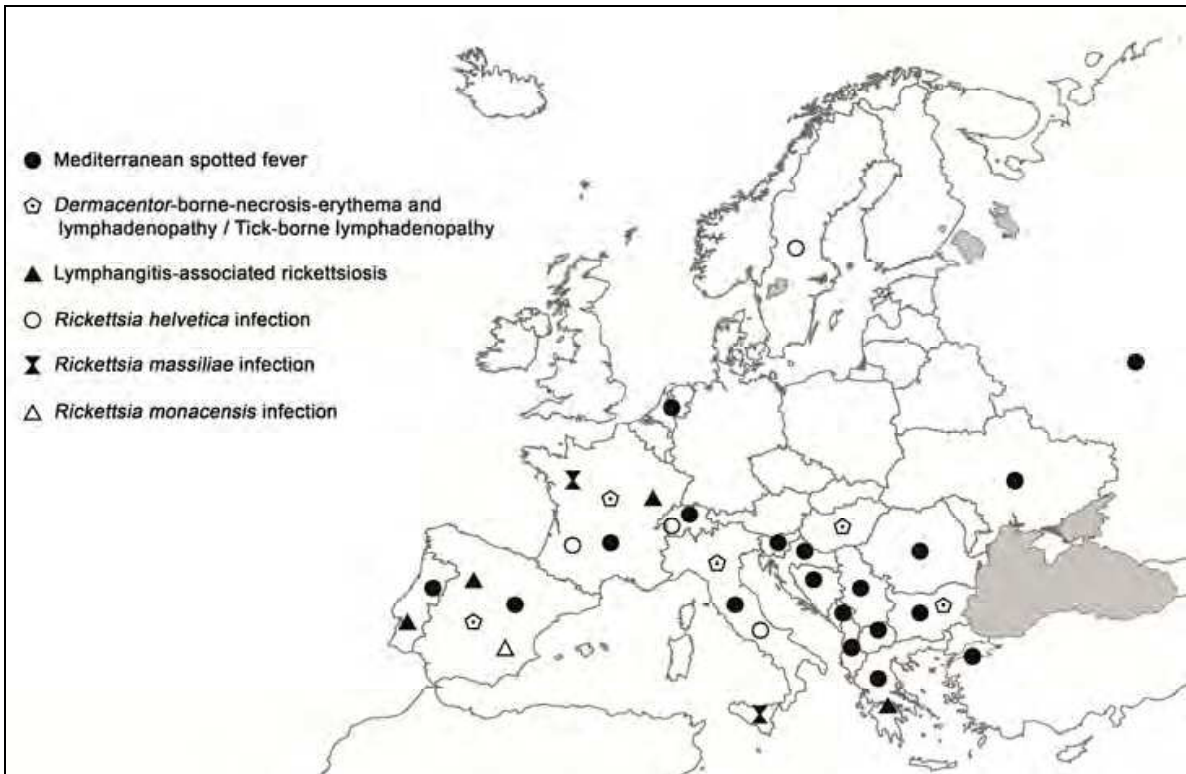 Mediterranean spotted fever
Dermacentor-borne-necrosis-erythema and
lymphadenopathy / Tick-borne lymphadenopathy
Lymphangitis-associated rickettsiosis
Rickettsia helvetica infection
Rickettsia massiliae infection
Rickettsia monacensis infection